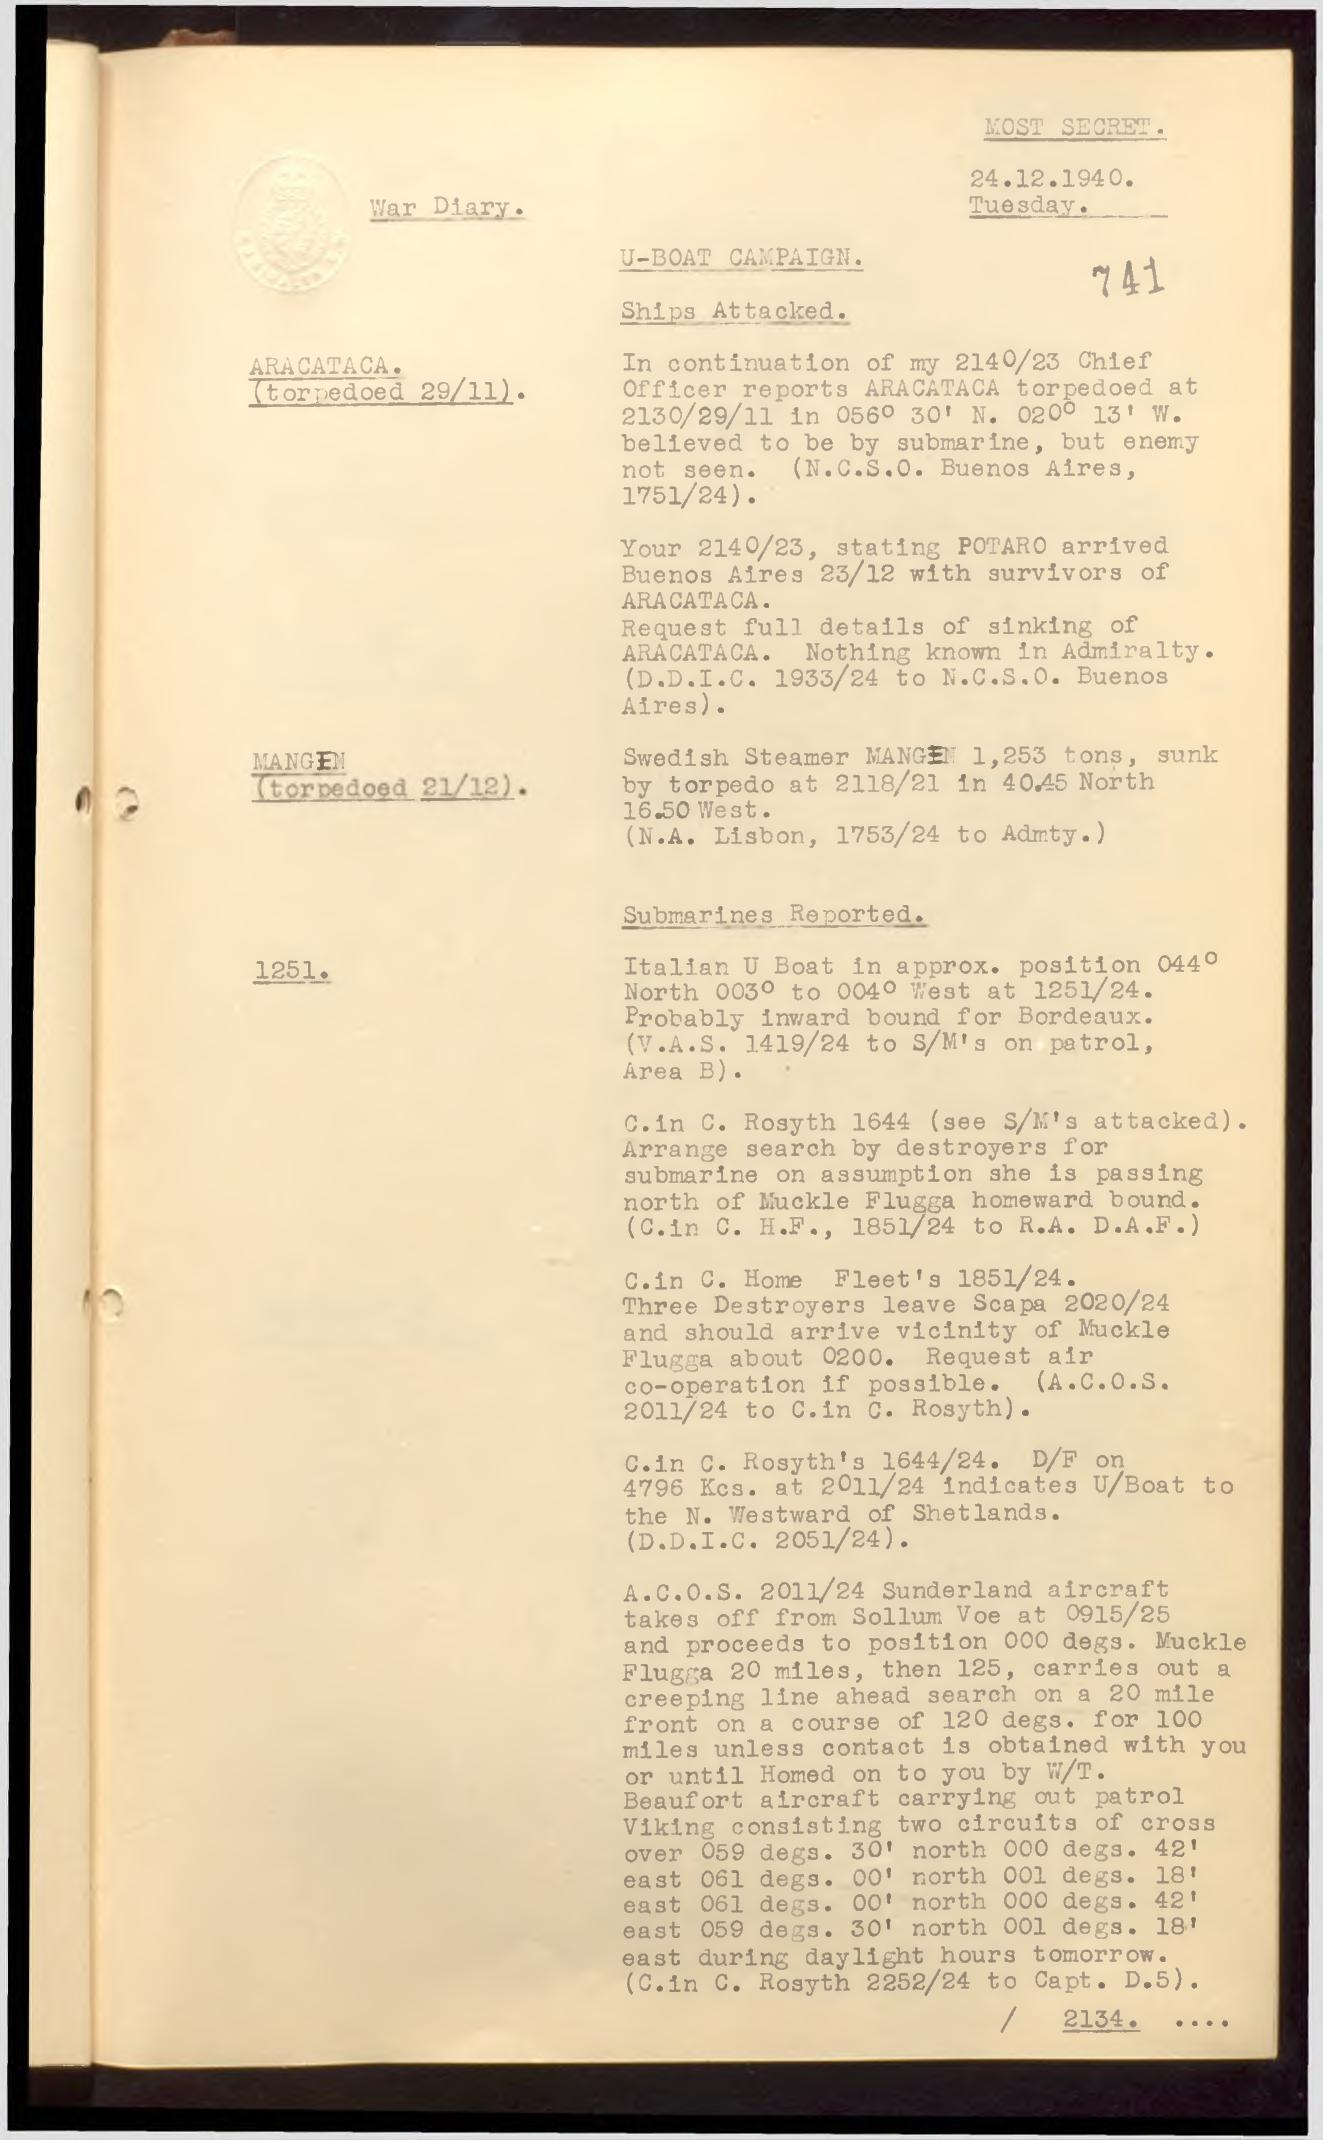 MOST SECRET.
24.12.1940.
Tuesday.
War Diary.
U-BOAT CAMPAIGN.
741
Ships Attacked.
ARACATACA.
(torpedoed 29/11).
In continuation of my 2140/23 Chief
Officer reports ARACATACA torpedoed at
2130/29/11 in 056° 30' N. 020° 13' W.
believed to be by submarine, but enemy
not seen. (N.C.S.O. Buenos Aires,
1751/24).
Your 2140/23, stating POTARO arrived
Buenos Aires 23/12 with survivors of
ARACATACA.
Request full details of sinking of
ARACATACA. Nothing known in Admiralty.
(D.D.I.C. 1933/24 to N.C.S.O. Buenos
Aires).
MANGEN
(torpedoed 21/12).
Swedish Steamer MANGEN 1,253 tons, sunk
by torpedo at 2118/21 in 40.45 North
16.50 West.
(N.A. Lisbon, 1753/24 to Admty.)
Submarines Reported.
1251.
Italian U Boat in approx. position 044°
North 003° to 004° West at 1251/24.
Probably inward bound for Bordeaux.
(V.A.S. 1419/24 to S/M's on patrol,
Area B).
C.in C. Rosyth 1644 (see S/M's attacked).
Arrange search by destroyers for
submarine on assumption she is passing
north of Muckle Flugga homeward bound.
(C.in C. H.F., 1851/24 to R.A. D.A.F.)
C.in C. Home Fleet's 1851/24.
Three Destroyers leave Scapa 2020/24
and should arrive vicinity of Muckle
Flugga about 0200. Request air
co-operation if possible. (A.C.O.S.
2011/24 to C.in C. Rosyth).
C.in C. Rosyth's 1644/24. D/F on
4796 Kcs. at 2011/24 indicates U/Boat to
the N. Westward of Shetlands.
(D.D.I.C. 2051/24).
A.C.O.S. 2011/24 Sunderland aircraft
takes off from Sollum Voe at 0915/25
and proceeds to position 000 degs. Muckle
Flugga 20 miles, then 125, carries out a
creeping line ahead search on a 20 mile
front on a course of 120 degs. for 100
miles unless contact is obtained with you
or until Homed on to you by W/T.
Beaufort aircraft carrying out patrol
Viking consisting two circuits of cross
over 059 degs. 30' north 000 degs. 42'
east 061 degs. 00' north 001 degs. 18'
east 061 degs. 00' north 000 degs. 42'
east 059 degs. 30' north 001 degs. 18'
east during daylight hours tomorrow.
(C.in C. Rosyth 2252/24 to Capt. D.5).
/ 2134. ....